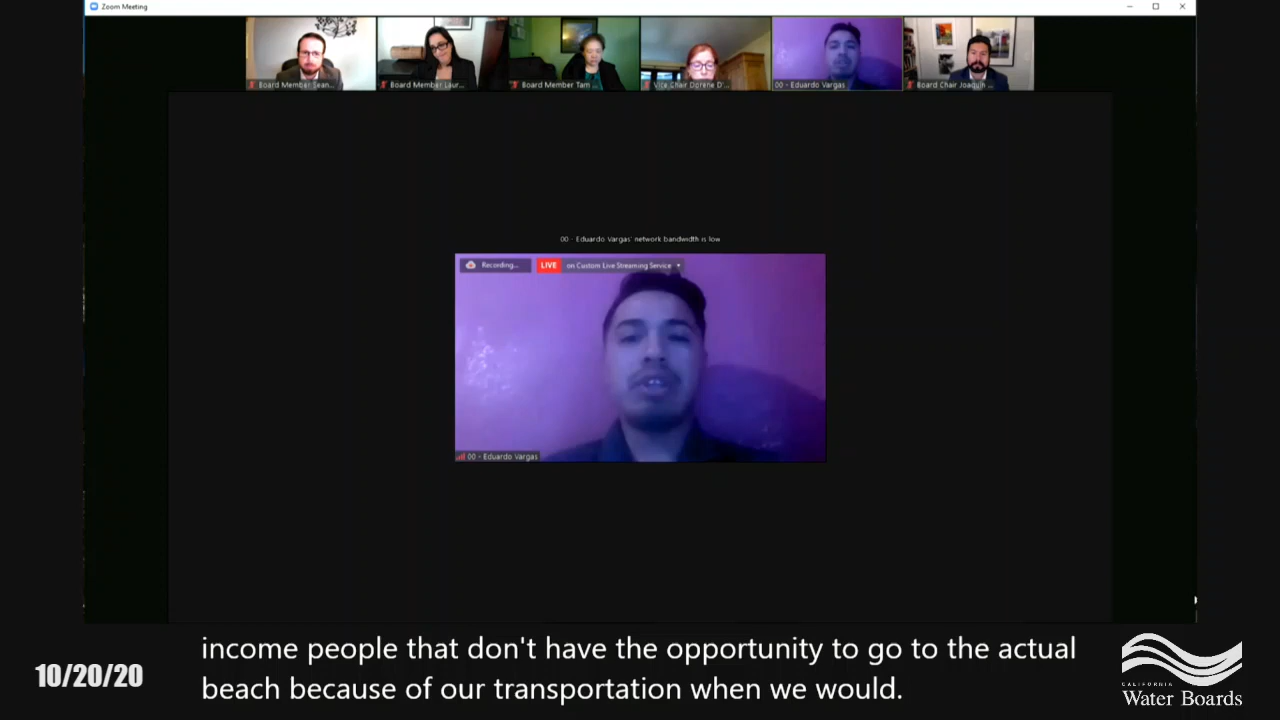 Zoom Meeting
Board Member Sean...
Board Member Laur...
Board Member Tam...
Vice Chair Dorene D'...
00 - Eduardo Vargas
Board Chair Joaquin ...
00 - Eduardo Vargas' network bandwidth is low
Recording...
LIVE on Custom Live Streaming Service
00 - Eduardo Vargas
income people that don't have the opportunity to go to the actual
beach because of our transportation when we would.
10/20/20
CALIFORNIA
Water Boards